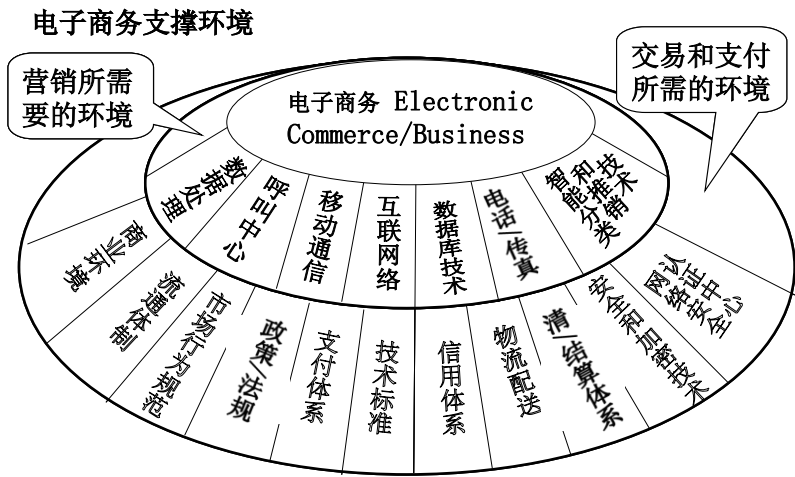 电子商务支撑环境
营销所需
要的环境
交易和支付
所需的环境
电子商务 Electronic
Commerce/Business
数据处理
呼叫中心
移动通信
互联网络
数据库技术
电话/传真
智能分类
和推销
技术
商业环境
流通体制
市场行为规范
政策/法规
支付体系
技术标准
信用体系
物流配送
清/结算体系
安全和加密技术
网络安全
认证中心